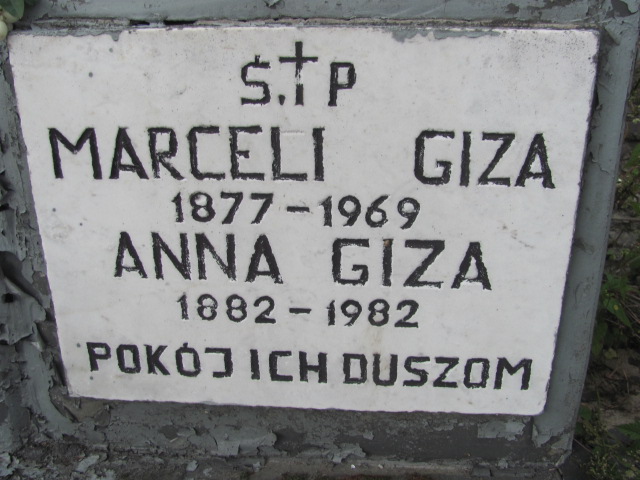 Ś.†P
MARCELI GIZA
1877-1969
ANNA GIZA
1882-1982
POKÓJ ICH DUSZOM